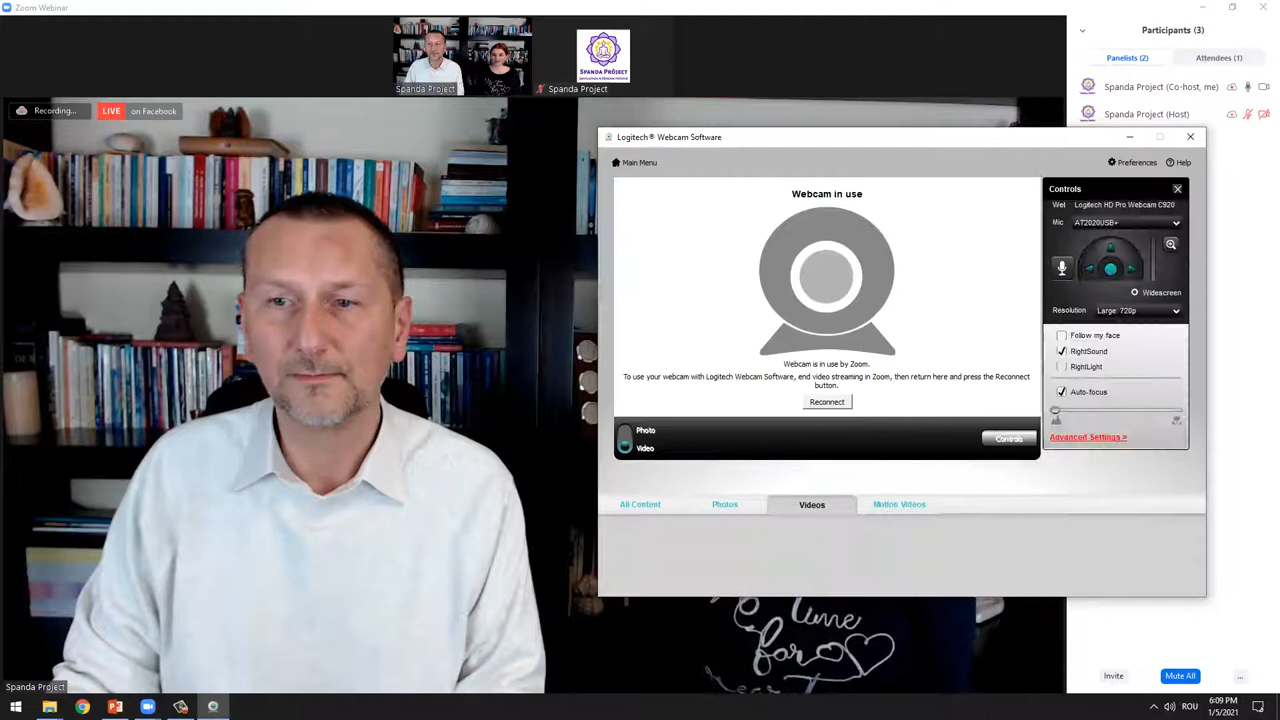 Zoom Webinar
Spanda Project
SPANDA PROJECT
Spanda Project
Recording...
LIVE on Facebook
Participants (3)
Panelists (2)
Attendees (1)
Spanda Project (Co-host, me)
Spanda Project (Host)
Logitech® Webcam Software
Main Menu
Preferences
Help
Webcam in use
Webcam is in use by Zoom.
To use your webcam with Logitech Webcam Software, end video streaming in Zoom, then return here and press the Reconnect
button.
Reconnect
Photo
Video
Controls
Controls
Logitech HD Pro Webcam C920
Mic AT2020USB+
Widescreen
Resolution Large: 720p
Follow my face
RightSound
RightLight
Auto-focus
Advanced Settings >
All Content
Photos
Videos
Motion Videos
time
for
Spanda Project
Invite
Mute All
...
ROU
6:09 PM
1/5/2021